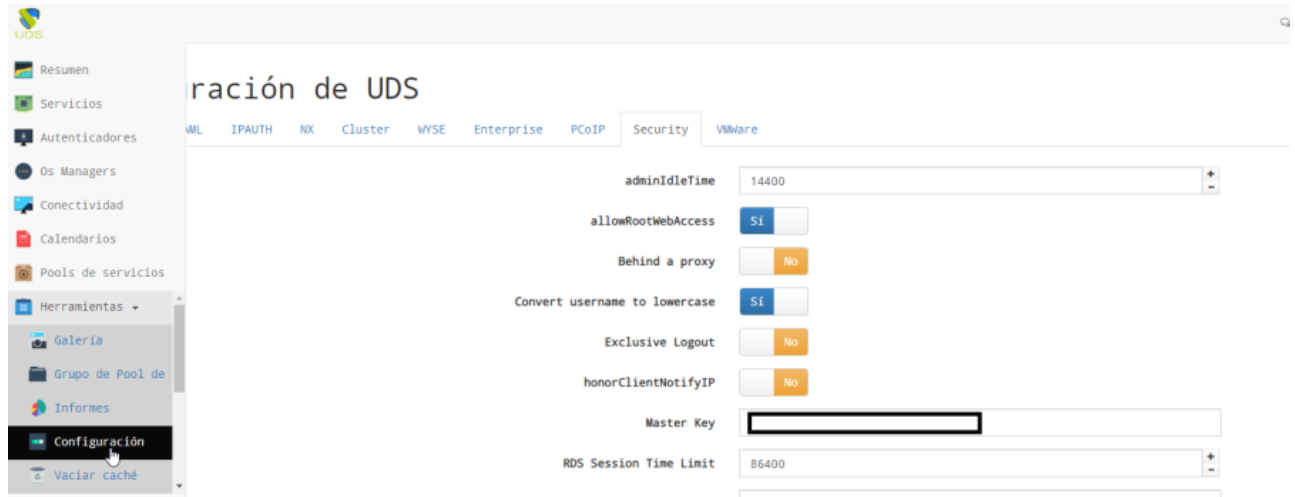 UDS
Resumen
Servicios
Autenticadores
Os Managers
Conectividad
Calendarios
Pools de servicios
Herramientas
Galería
Grupo de Pool de
Informes
Configuración
Vaciar caché
ración de UDS
AML IPAUTH NX Cluster WYSE Enterprise PCoIP Security VMWare
adminIdleTime 14400
allowRootWebAccess Sí
Behind a proxy No
Convert username to lowercase Sí
Exclusive Logout No
honorClientNotifyIP No
Master Key
RDS Session Time Limit 86400